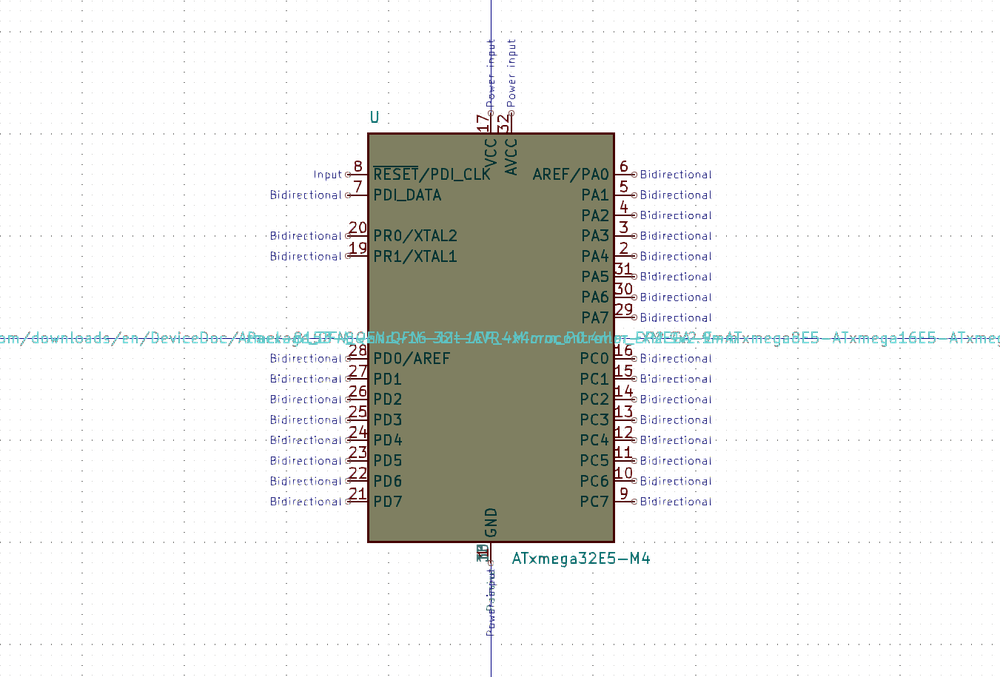 Power input
Power input
17
32
U
VCC
AVCC
Input 8 RESET/PDI_CLK
Bidirectional 7 PDI_DATA
Bidirectional 20 PR0/XTAL2
Bidirectional 19 PR1/XTAL1
AREF/PA0 6 Bidirectional
PA1 5 Bidirectional
PA2 4 Bidirectional
PA3 3 Bidirectional
PA4 2 Bidirectional
PA5 31 Bidirectional
PA6 30 Bidirectional
PA7 29 Bidirectional
Bidirectional 28 PD0/AREF
Bidirectional 27 PD1
Bidirectional 26 PD2
Bidirectional 25 PD3
Bidirectional 24 PD4
Bidirectional 23 PD5
Bidirectional 22 PD6
Bidirectional 21 PD7
PC0 16 Bidirectional
PC1 15 Bidirectional
PC2 14 Bidirectional
PC3 13 Bidirectional
PC4 12 Bidirectional
PC5 11 Bidirectional
PC6 10 Bidirectional
PC7 9 Bidirectional
GND
ATxmega32E5-M4